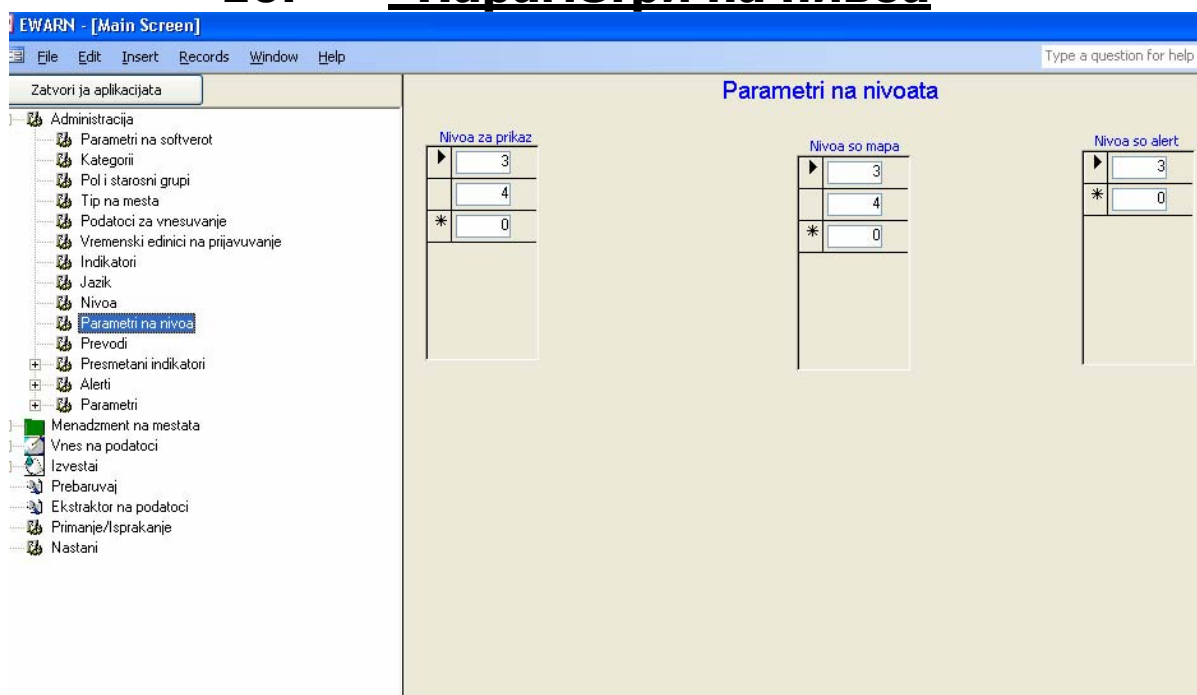 Параметри на нивоа
EWARN - [Main Screen]
File Edit Insert Records Window Help
Type a question for help
Zatvori ja aplikacijata
Administracija
Parametri na softverot
Kategorii
Pol i starosni grupi
Tip na mesta
Podatoci za vnesuvanje
Vremenski edinici na prijavuvanje
Indikatori
Jazik
Nivoa
Parametri na nivoa
Prevodi
Presmetani indikatori
Alerti
Parametri
Menadzment na mestata
Vnes na podatoci
Izvestai
Prebaruvaj
Ekstraktor na podatoci
Primanje/Isprakanje
Nastani
Parametri na nivoata
Nivoa za prikaz
3
4
0
Nivoa so mapa
3
4
0
Nivoa so alert
3
0